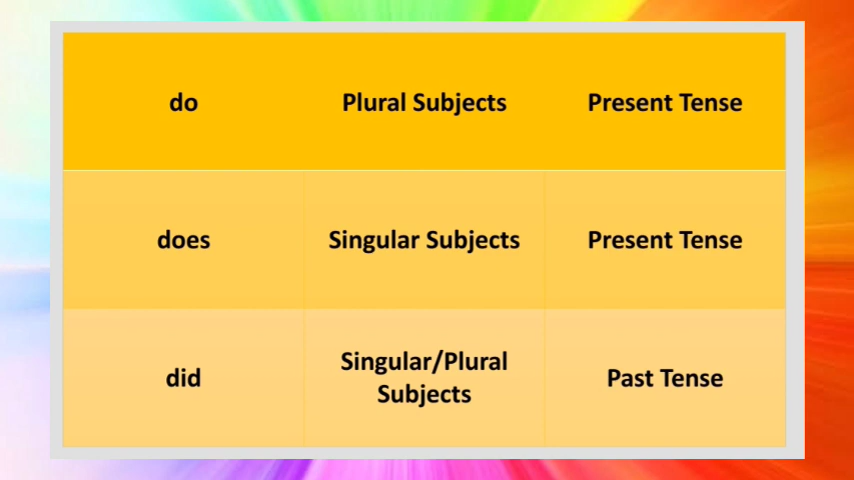 do Plural Subjects Present Tense
does Singular Subjects Present Tense
did Singular/Plural Subjects Past Tense